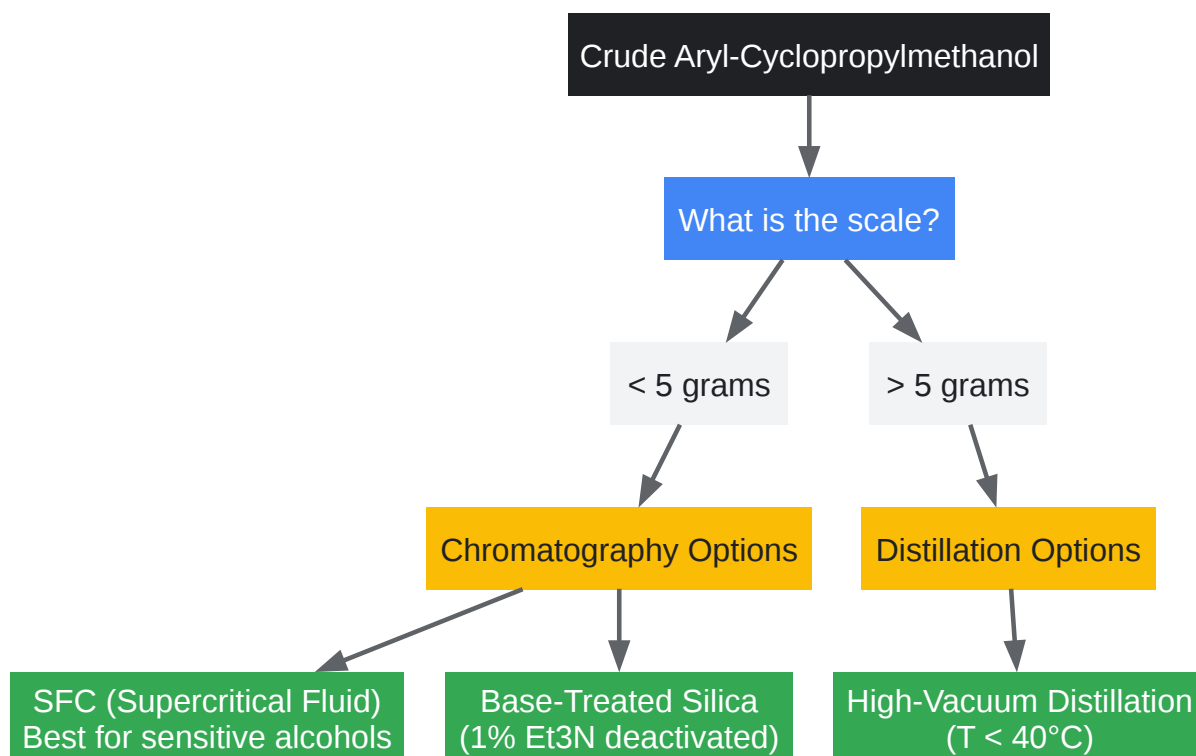 Crude Aryl-Cyclopropylmethanol
What is the scale?
< 5 grams
> 5 grams
Chromatography Options
Distillation Options
SFC (Supercritical Fluid)
Best for sensitive alcohols
Base-Treated Silica
(1% Et3N deactivated)
High-Vacuum Distillation
(T < 40°C)